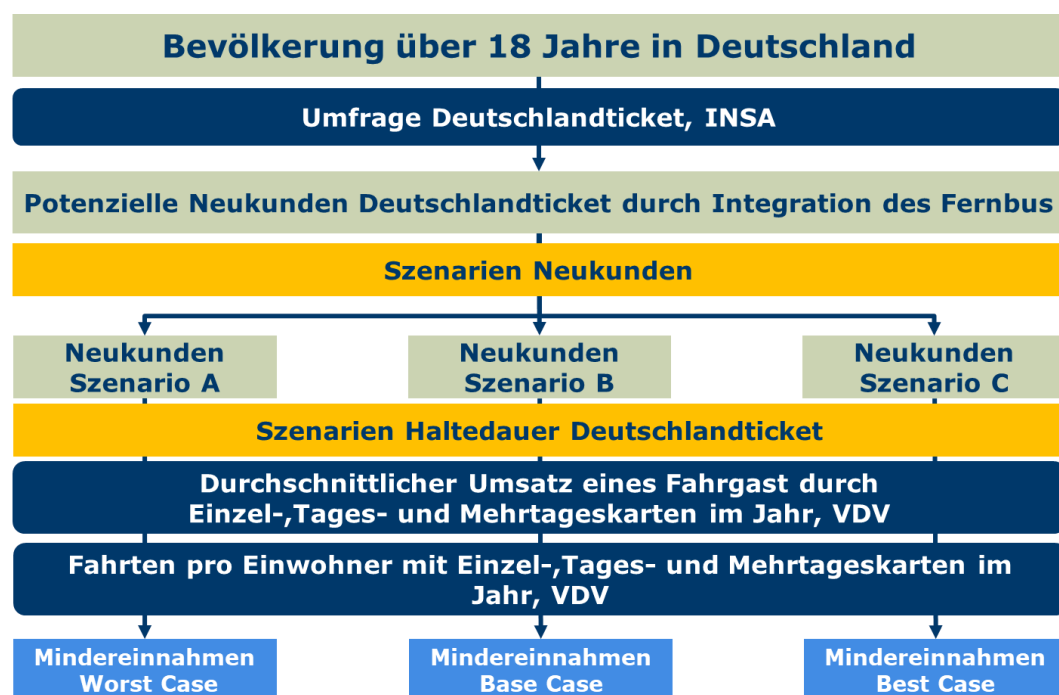 Bevölkerung über 18 Jahre in Deutschland
Umfrage Deutschlandticket, INSA
Potenzielle Neukunden Deutschlandticket durch Integration des Fernbus
Szenarien Neukunden
Neukunden
Szenario A
Neukunden
Szenario B
Neukunden
Szenario C
Szenarien Haltedauer Deutschlandticket
Durchschnittlicher Umsatz eines Fahrgast durch
Einzel-,Tages- und Mehrtageskarten im Jahr, VDV
Fahrten pro Einwohner mit Einzel-,Tages- und Mehrtageskarten im
Jahr, VDV
Mindereinnahmen
Worst Case
Mindereinnahmen
Base Case
Mindereinnahmen
Best Case